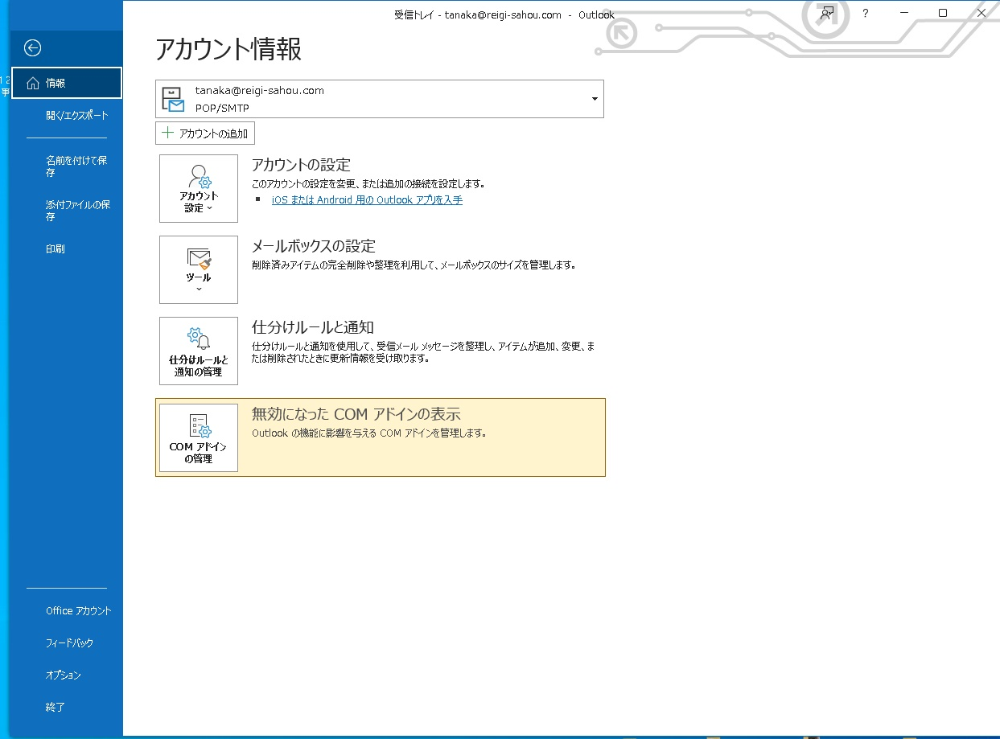 受信トレイ - tanaka@reigi-sahou.com - Outlook
?
アカウント情報
1 2
事
情報
開く/エクスポート
名前を付けて保
存
添付ファイルの保
存
印刷
Office アカウント
フィードバック
オプション
終了
tanaka@reigi-sahou.com
POP/SMTP
アカウントの追加
アカウント
設定
アカウントの設定
このアカウントの設定を変更、または追加の接続を設定します。
iOS または Android 用の Outlook アプリを入手
ツール
メールボックスの設定
削除済みアイテムの完全削除や整理を利用して、メールボックスのサイズを管理します。
仕分けルールと
通知の管理
仕分けルールと通知
仕分けルールと通知を使用して、受信メール メッセージを整理し、アイテムが追加、変更、ま
たは削除されたときに更新情報を受け取ります。
COM アドイン
の管理
無効になった COM アドインの表示
Outlook の機能に影響を与える COM アドインを管理します。